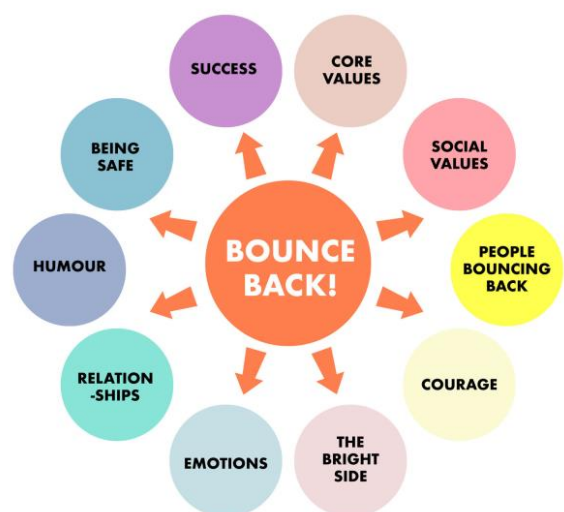 BOUNCE
BACK!
CORE
VALUES
SOCIAL
VALUES
PEOPLE
BOUNCING
BACK
COURAGE
THE
BRIGHT
SIDE
EMOTIONS
RELATION
-SHIPS
HUMOUR
BEING
SAFE
SUCCESS